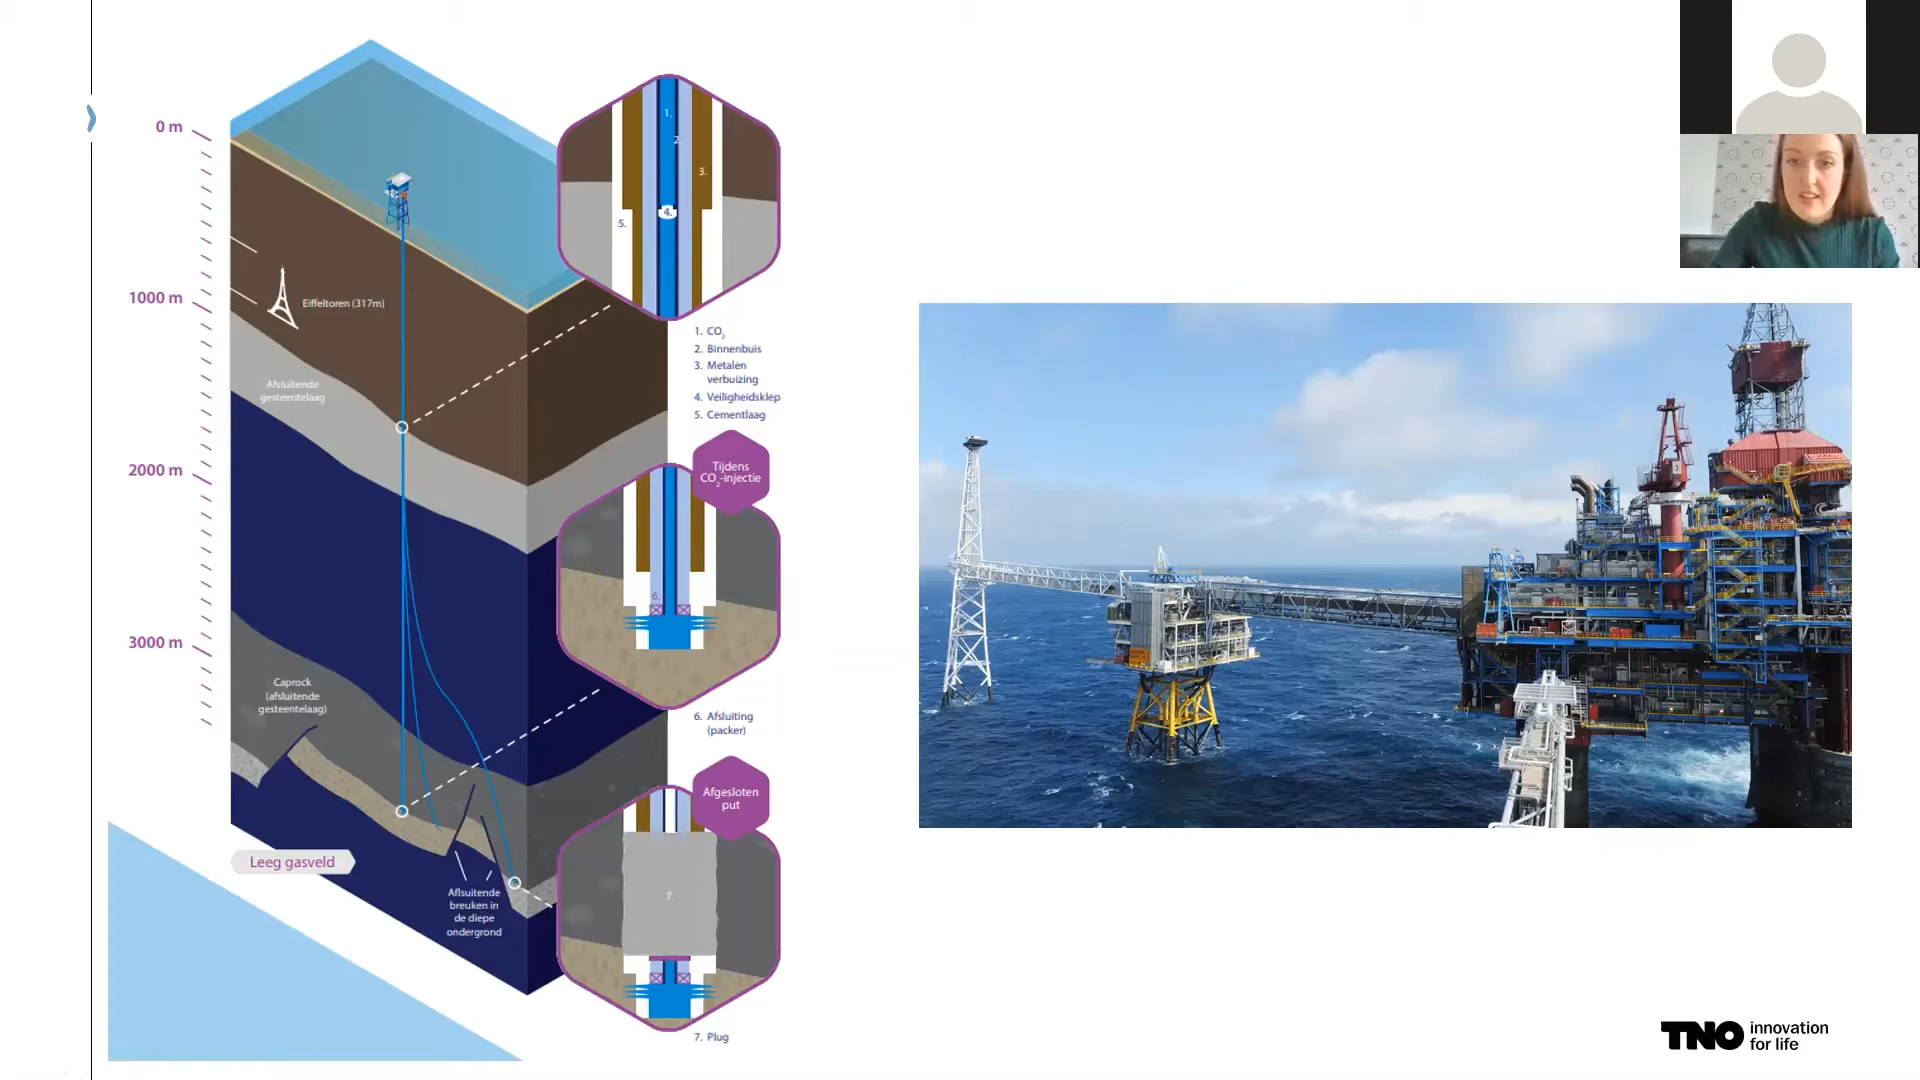 0 m
1000 m
2000 m
3000 m
Eiffeltoren (317m)
Afsluitende
gesteentelaag
Caprock
(afsluitende
gesteentelaag)
Leeg gasveld
Aflsuitende
breuken in
de diepe
ondergrond
1.
2.
3.
4.
5.
1. CO2
2. Binnenbuis
3. Metalen
verbuizing
4. Veiligheidsklep
5. Cementlaag
Tijdens
CO2-injectie
6.
6. Afsluiting
(packer)
Afgesloten
put
7.
7. Plug
TNO innovation
for life